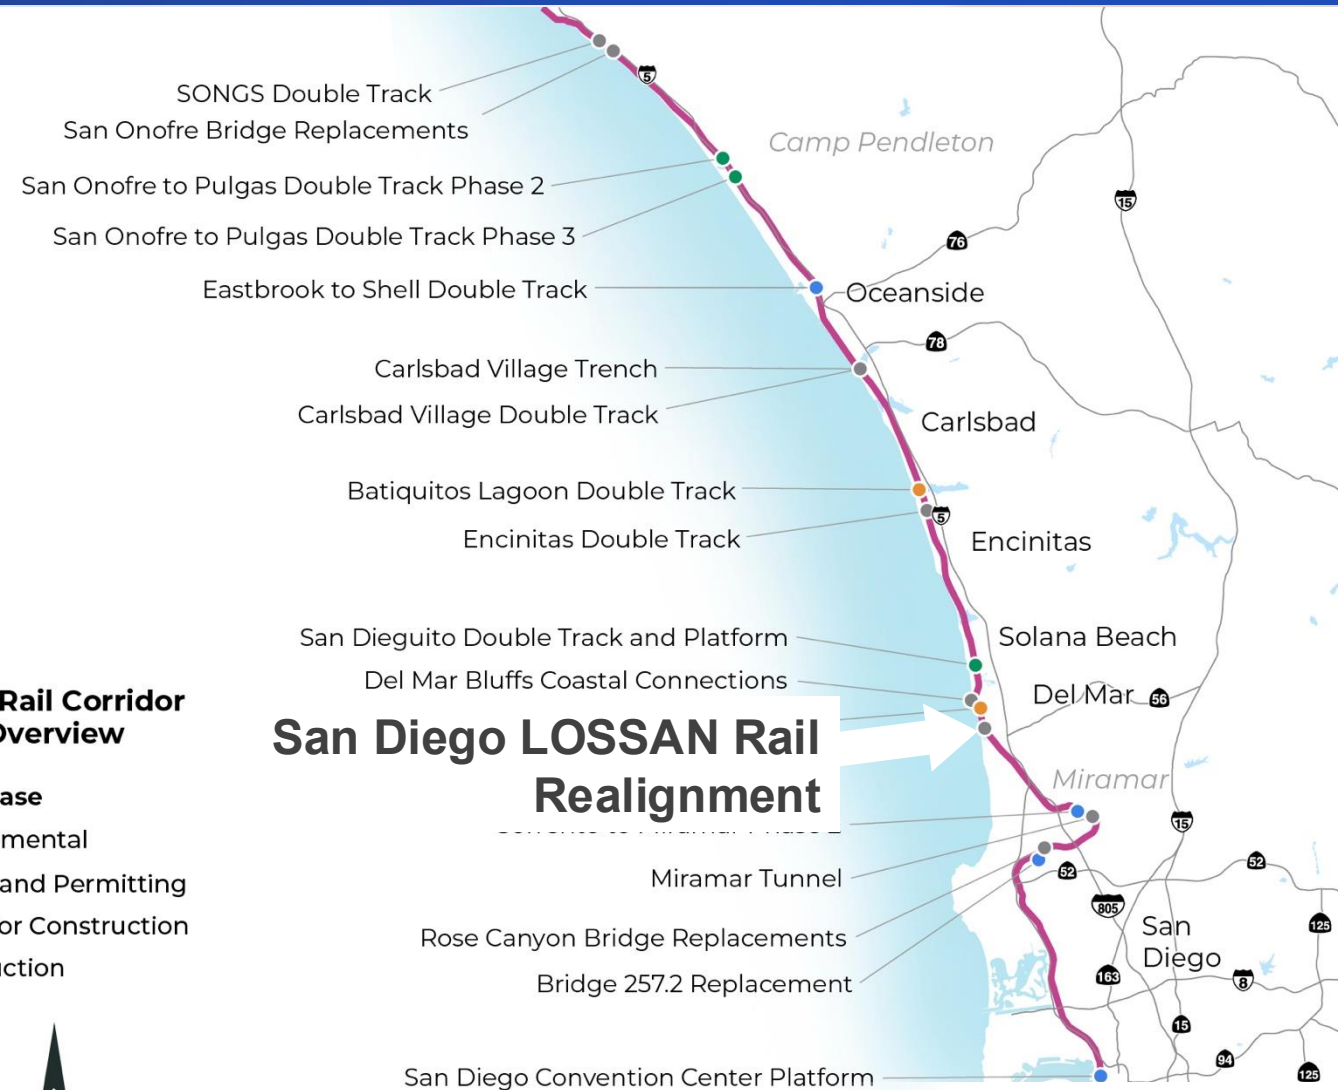 SONGS Double Track
San Onofre Bridge Replacements
San Onofre to Pulgas Double Track Phase 2
San Onofre to Pulgas Double Track Phase 3
Eastbrook to Shell Double Track
Carlsbad Village Trench
Carlsbad Village Double Track
Batiquitos Lagoon Double Track
Encinitas Double Track
San Dieguito Double Track and Platform
Del Mar Bluffs Coastal Connections
San Diego LOSSAN Rail
Realignment
Miramar Tunnel
Rose Canyon Bridge Replacements
Bridge 257.2 Replacement
San Diego Convention Center Platform
5
Camp Pendleton
15
76
Oceanside
78
Carlsbad
5
Encinitas
Solana Beach
Del Mar
56
Miramar
15
52
52
805
San
Diego
125
163
8
15
94
125
Rail Corridor
Overview
ase
mental
and Permitting
or Construction
ction